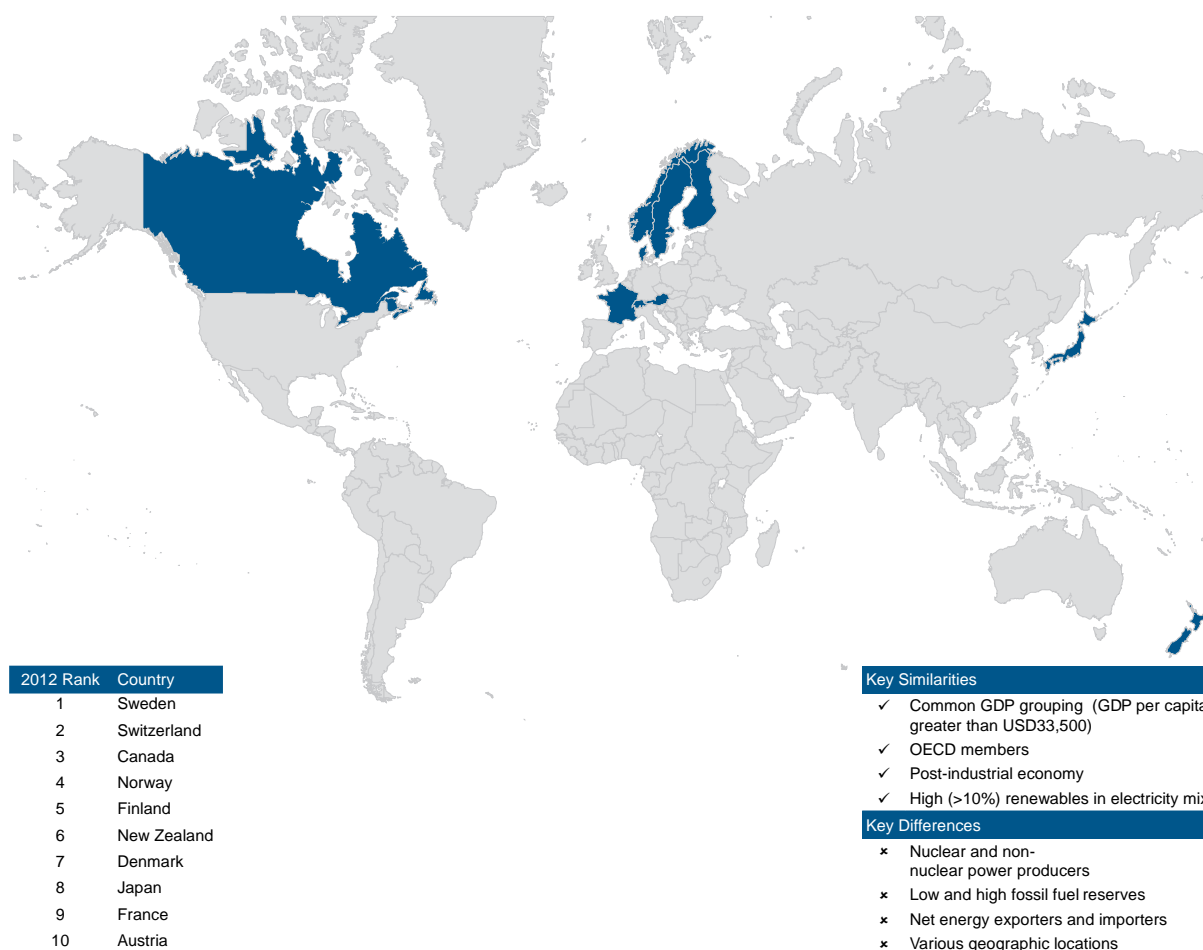 2012 Rank Country
1 Sweden
2 Switzerland
3 Canada
4 Norway
5 Finland
6 New Zealand
7 Denmark
8 Japan
9 France
10 Austria
Key Similarities
✓ Common GDP grouping (GDP per capita
greater than USD33,500)
✓ OECD members
✓ Post-industrial economy
✓ High (>10%) renewables in electricity mix
Key Differences
× Nuclear and non-
nuclear power producers
× Low and high fossil fuel reserves
× Net energy exporters and importers
× Various geographic locations